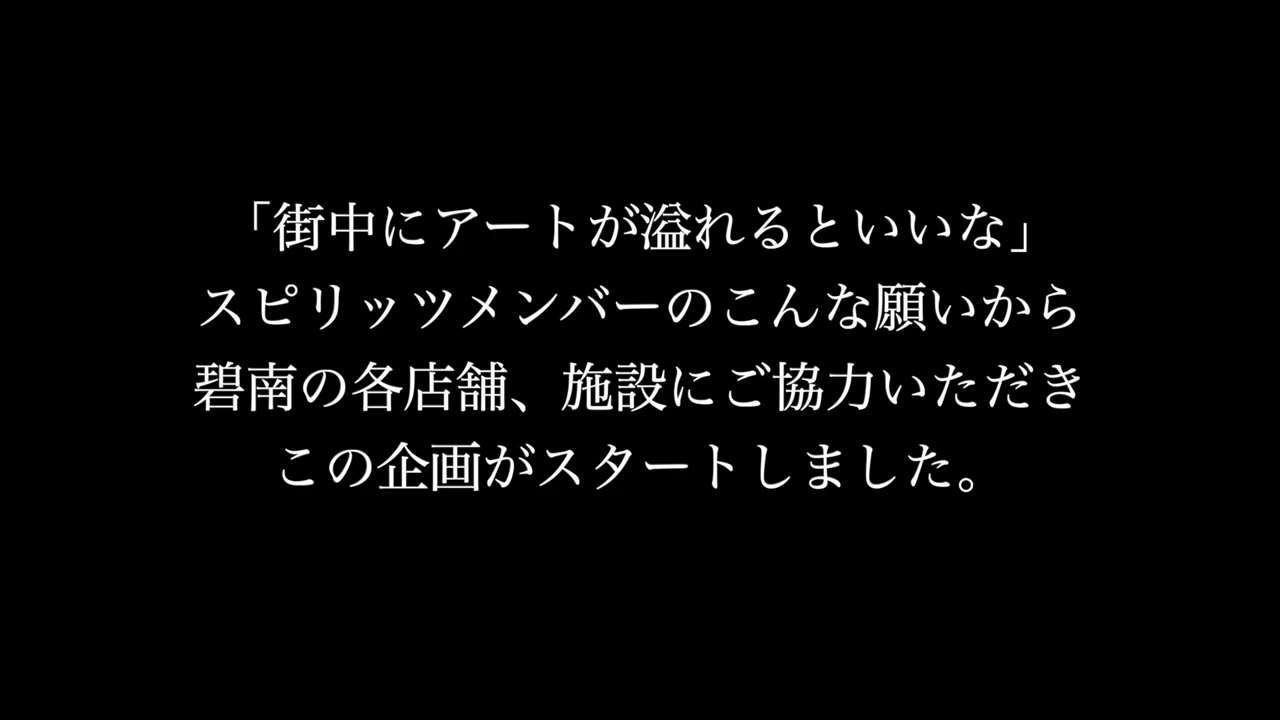 「街中にアートが溢れるといいな」
スピリッツメンバーのこんな願いから
碧南の各店舗、施設にご協力いただき
この企画がスタートしました。